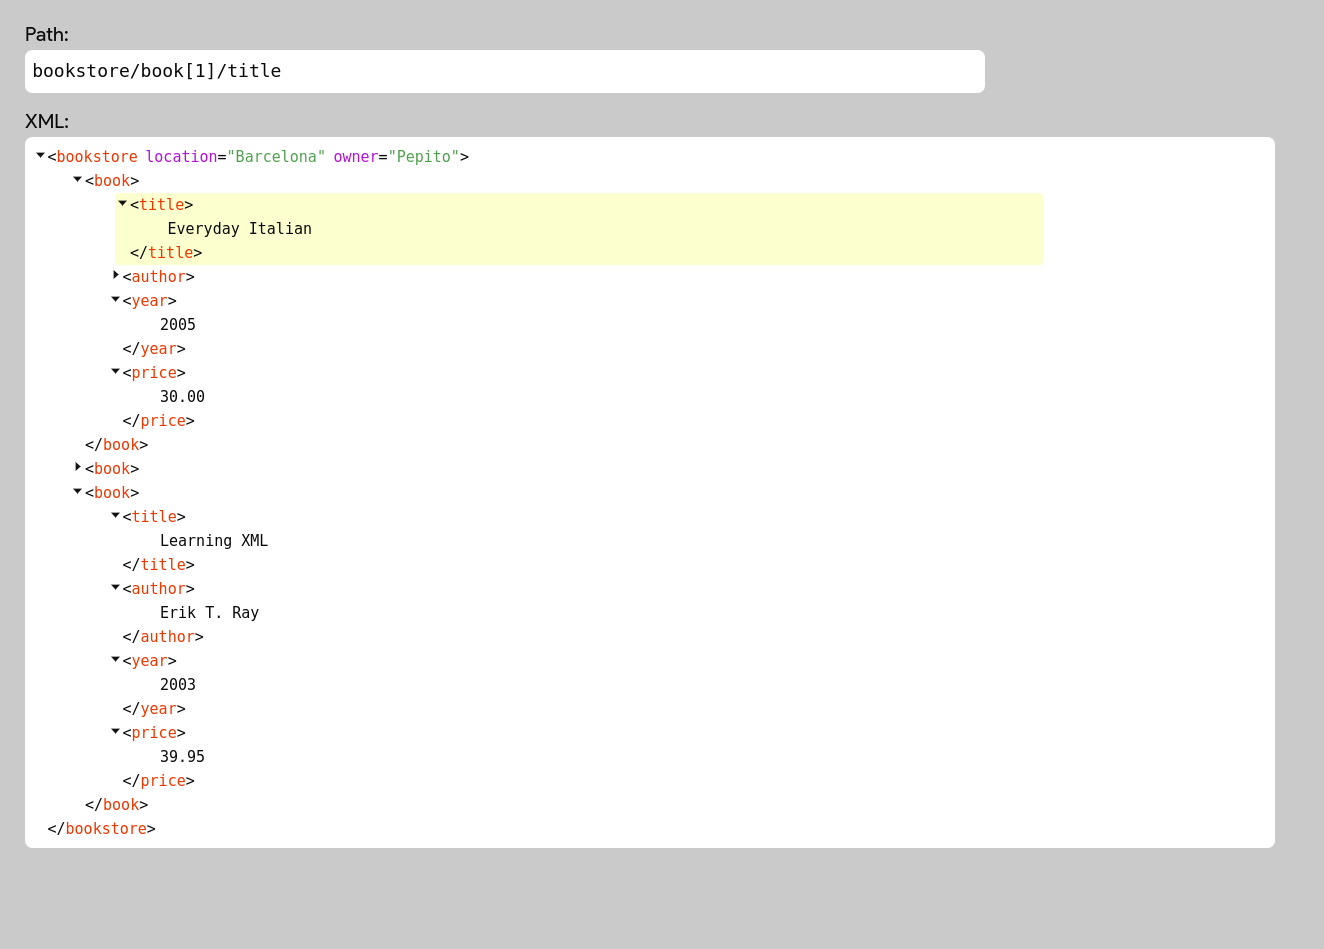 Path:
bookstore/book[1]/title
XML:
<bookstore location="Barcelona" owner="Pepito">
<book>
<title>
Everyday Italian
</title>
<author>
<year>
2005
</year>
<price>
30.00
</price>
</book>
<book>
<book>
<title>
Learning XML
</title>
<author>
Erik T. Ray
</author>
<year>
2003
</year>
<price>
39.95
</price>
</book>
</bookstore>